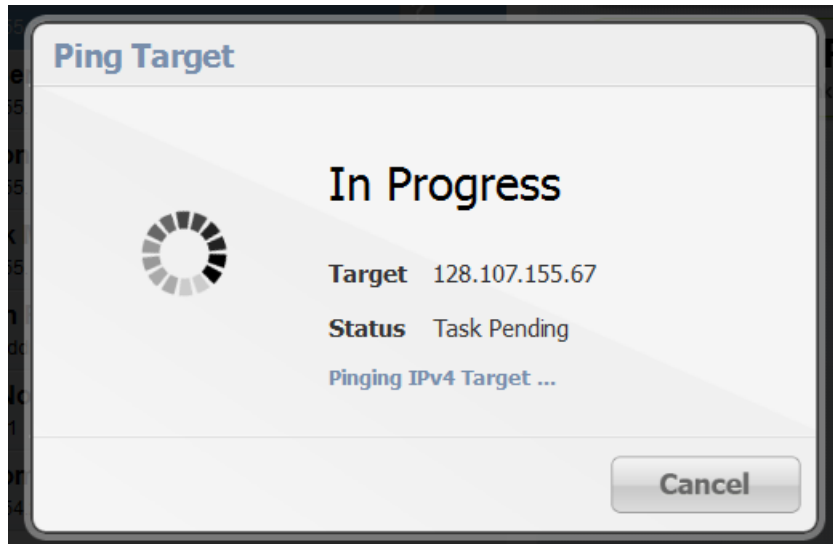 Ping Target
In Progress
Target 128.107.155.67
Status Task Pending
Pinging IPv4 Target ...
Cancel